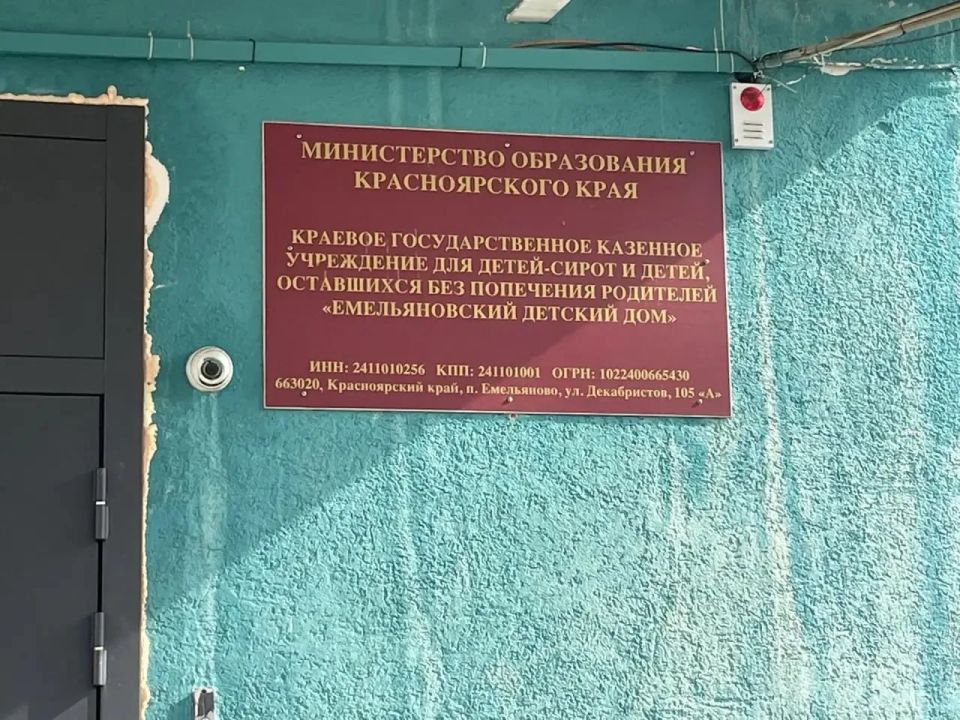 МИНИСТЕРСТВО ОБРАЗОВАНИЯ
КРАСНОЯРСКОГО КРАЯ
КРАЕВОЕ ГОСУДАРСТВЕННОЕ КАЗЕННОЕ
УЧРЕЖДЕНИЕ ДЛЯ ДЕТЕЙ-СИРОТ И ДЕТЕЙ,
ОСТАВШИХСЯ БЕЗ ПОПЕЧЕНИЯ РОДИТЕЛЕЙ
«ЕМЕЛЬЯНОВСКИЙ ДЕТСКИЙ ДОМ»
ИНН: 2411010256 КПП: 241101001 ОГРН: 1022400665430
663020, Красноярский край, п. Емельяново, ул. Декабристов, 105 «А»